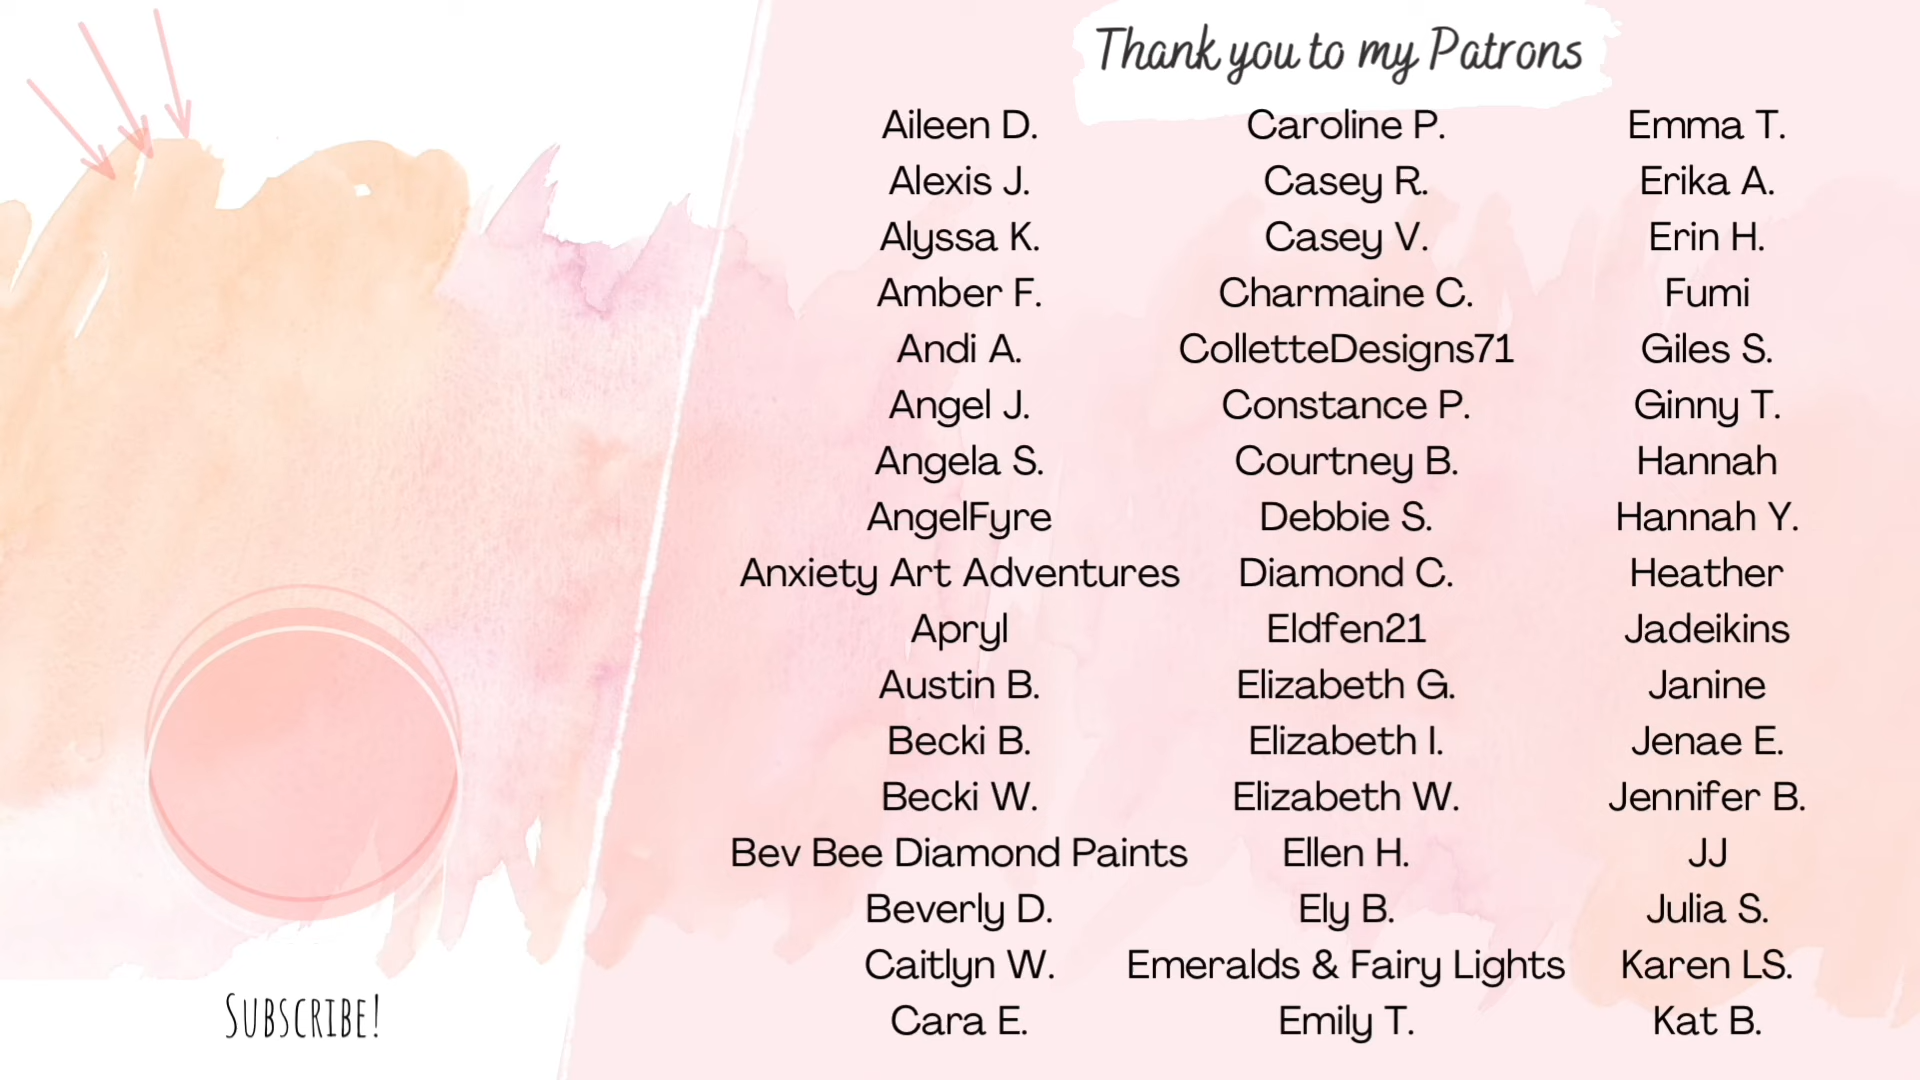 Thank you to my Patrons
Aileen D.
Alexis J.
Alyssa K.
Amber F.
Andi A.
Angel J.
Angela S.
AngelFyre
Anxiety Art Adventures
Apryl
Austin B.
Becki B.
Becki W.
Bev Bee Diamond Paints
Beverly D.
Caitlyn W.
Cara E.
Caroline P.
Casey R.
Casey V.
Charmaine C.
ColletteDesigns71
Constance P.
Courtney B.
Debbie S.
Diamond C.
Eldfen21
Elizabeth G.
Elizabeth I.
Elizabeth W.
Ellen H.
Ely B.
Emeralds & Fairy Lights
Emily T.
Emma T.
Erika A.
Erin H.
Fumi
Giles S.
Ginny T.
Hannah
Hannah Y.
Heather
Jadeikins
Janine
Jenae E.
Jennifer B.
JJ
Julia S.
Karen LS.
Kat B.
SUBSCRIBE!